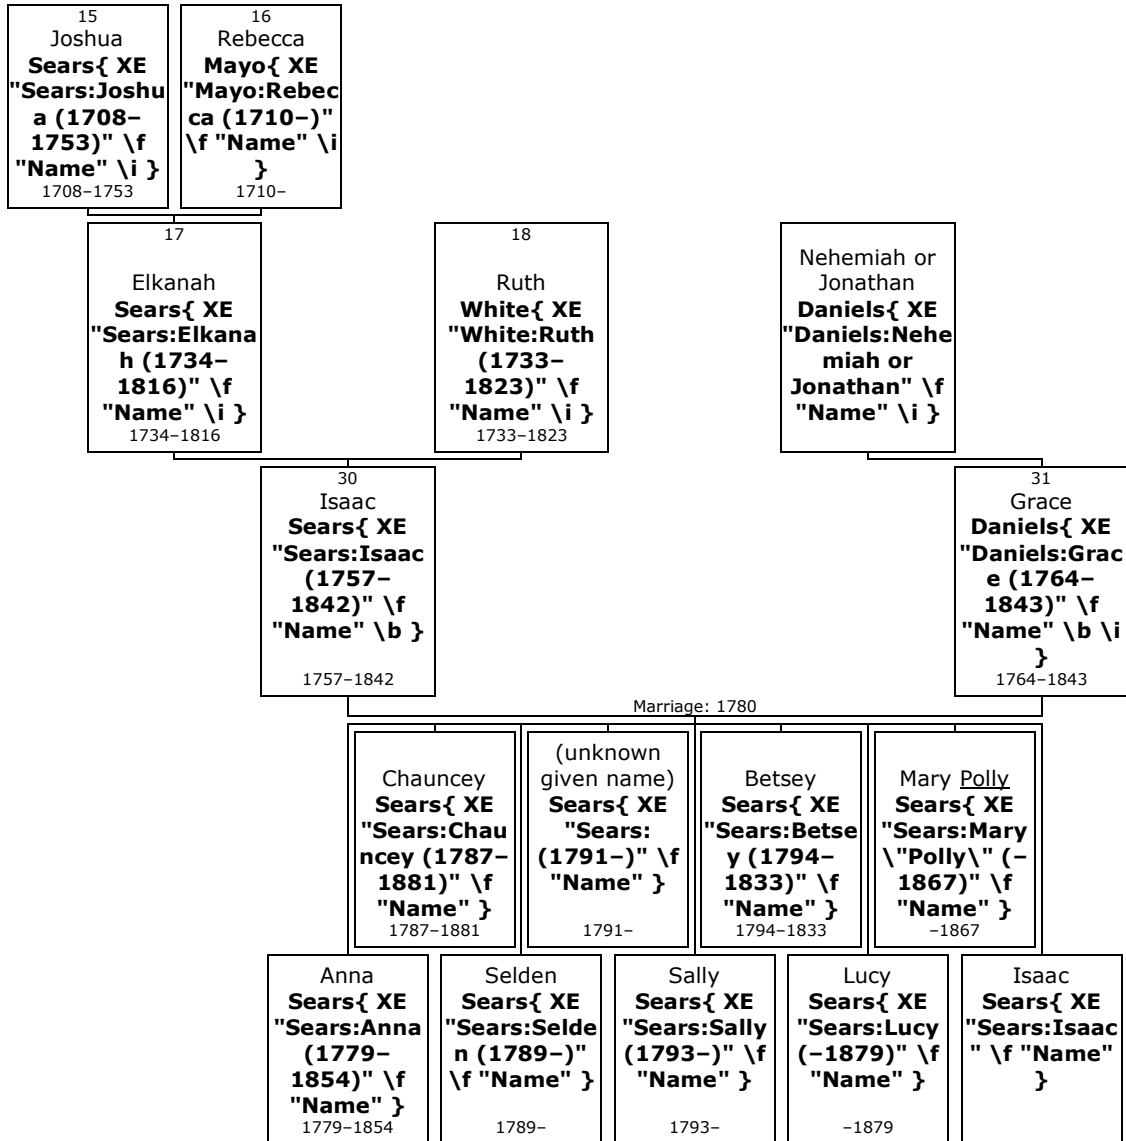 15
Joshua
Sears{ XE
"Sears:Joshu
a (1708–
1753)" \f
"Name" \i }
1708–1753
16
Rebecca
Mayo{ XE
"Mayo:Rebec
ca (1710–)"
\f "Name" \i
}
1710–
17
Elkanah
Sears{ XE
"Sears:Elkana
h (1734–
1816)" \f
"Name" \i }
1734–1816
18
Ruth
White{ XE
"White:Ruth
(1733–
1823)" \f
"Name" \i }
1733–1823
Nehemiah or
Jonathan
Daniels{ XE
"Daniels:Nehe
miah or
Jonathan" \f
"Name" \i }
30
Isaac
Sears{ XE
"Sears:Isaac
(1757–
1842)" \f
"Name" \b }
1757–1842
31
Grace
Daniels{ XE
"Daniels:Grac
e (1764–
1843)" \f
"Name" \b \i
}
1764–1843
Marriage: 1780
Chauncey
Sears{ XE
"Sears:Chau
ncey (1787–
1881)" \f
"Name" }
1787–1881
(unknown
given name)
Sears{ XE
"Sears:
(1791–)" \f
"Name" }
1791–
Betsey
Sears{ XE
"Sears:Betse
y (1794–
1833)" \f
"Name" }
1794–1833
Mary Polly
Sears{ XE
"Sears:Mary
\"Polly\" (–
1867)" \f
"Name" }
–1867
Anna
Sears{ XE
"Sears:Anna
(1779–
1854)" \f
"Name" }
1779–1854
Selden
Sears{ XE
"Sears:Selde
n (1789–)"
\f "Name" }
1789–
Sally
Sears{ XE
"Sears:Sally
(1793–)" \f
"Name" }
1793–
Lucy
Sears{ XE
"Sears:Lucy
(–1879)" \f
"Name" }
–1879
Isaac
Sears{ XE
"Sears:Isaac
" \f "Name"
}